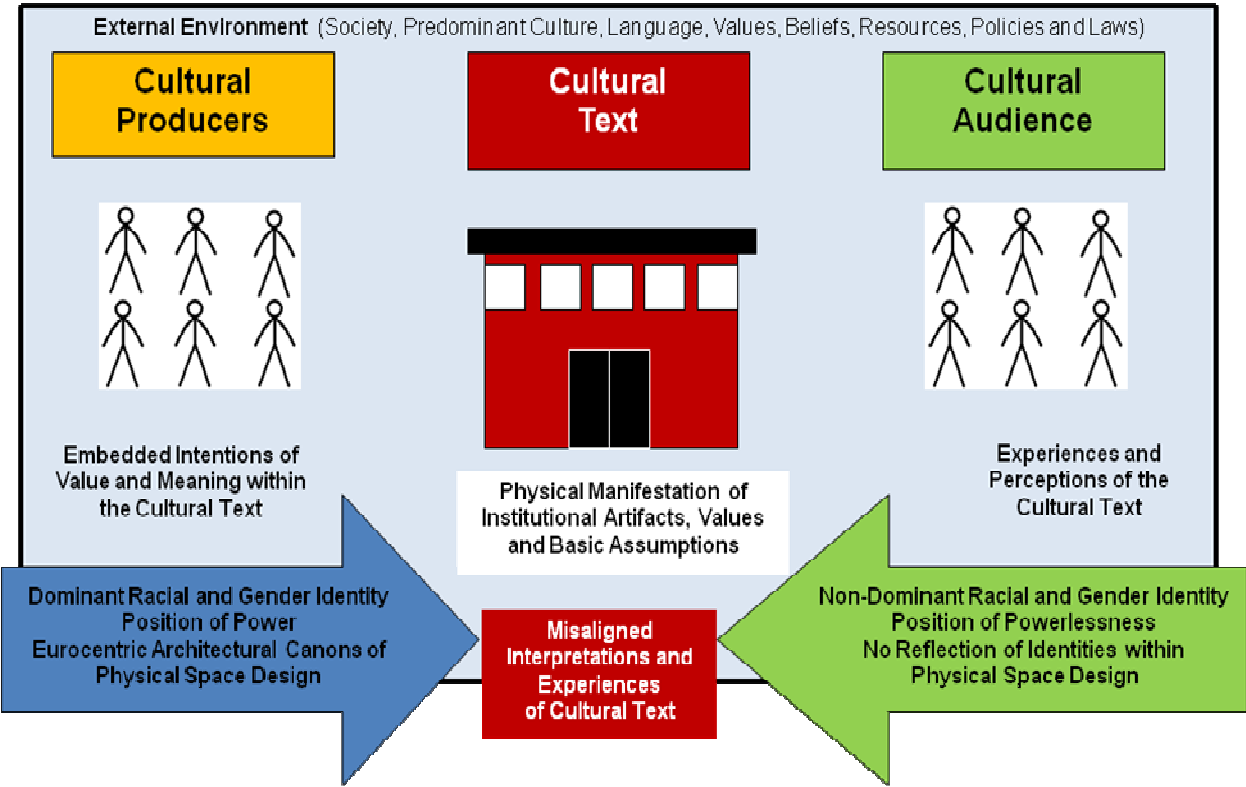 External Environment (Society, Predominant Culture, Language, Values, Beliefs, Resources, Policies and Laws)
Cultural
Producers
Cultural
Text
Cultural
Audience
Embedded Intentions of
Value and Meaning within
the Cultural Text
Physical Manifestation of
Institutional Artifacts, Values
and Basic Assumptions
Experiences and
Perceptions of the
Cultural Text
Dominant Racial and Gender Identity
Position of Power
Eurocentric Architectural Canons of
Physical Space Design
Misaligned
Interpretations and
Experiences
of Cultural Text
Non-Dominant Racial and Gender Identity
Position of Powerlessness
No Reflection of Identities within
Physical Space Design